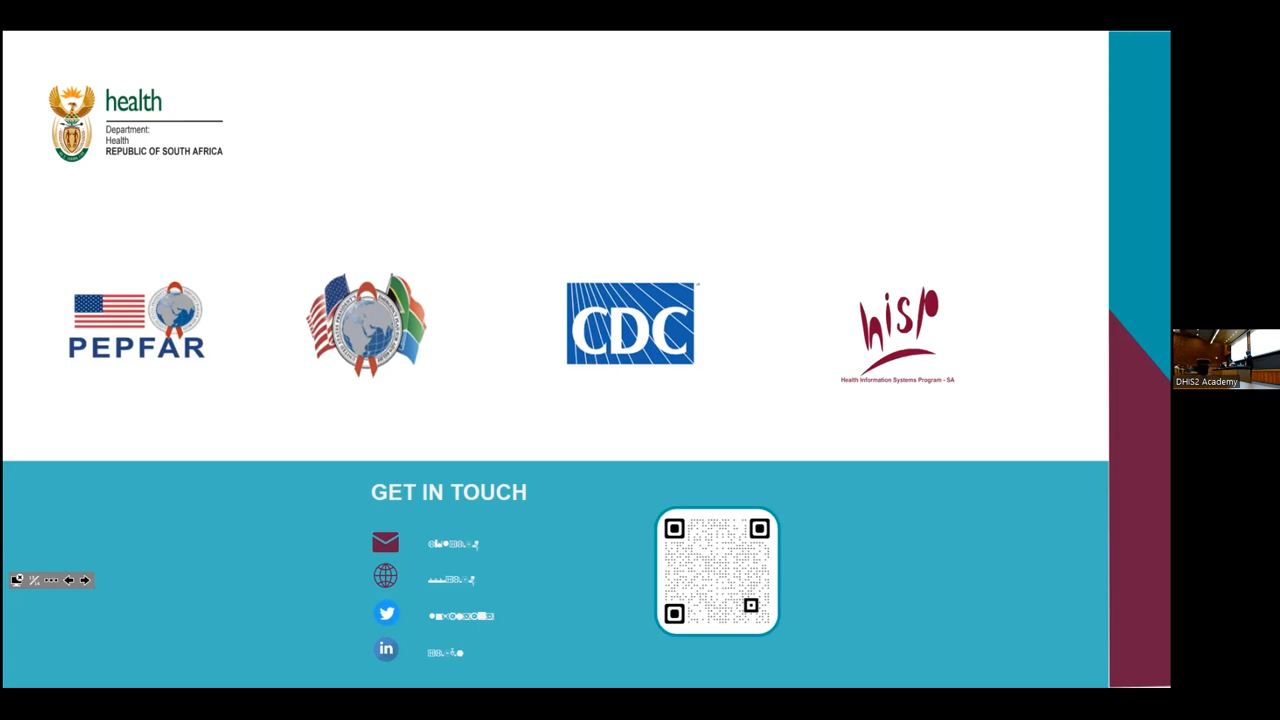 health
Department:
Health
REPUBLIC OF SOUTH AFRICA
PEPFAR
CDC
hisp
Health Information Systems Program - SA
DHIS2 Academy
GET IN TOUCH
in